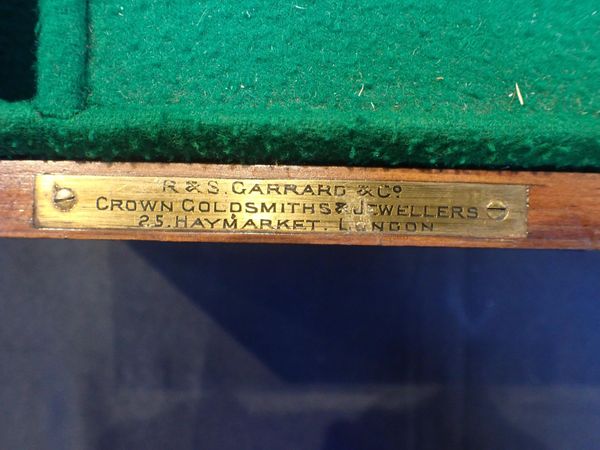 R & S. GARRARD & Co.
CROWN GOLDSMITHS & JEWELLERS
25. HAYMARKET. LONDON